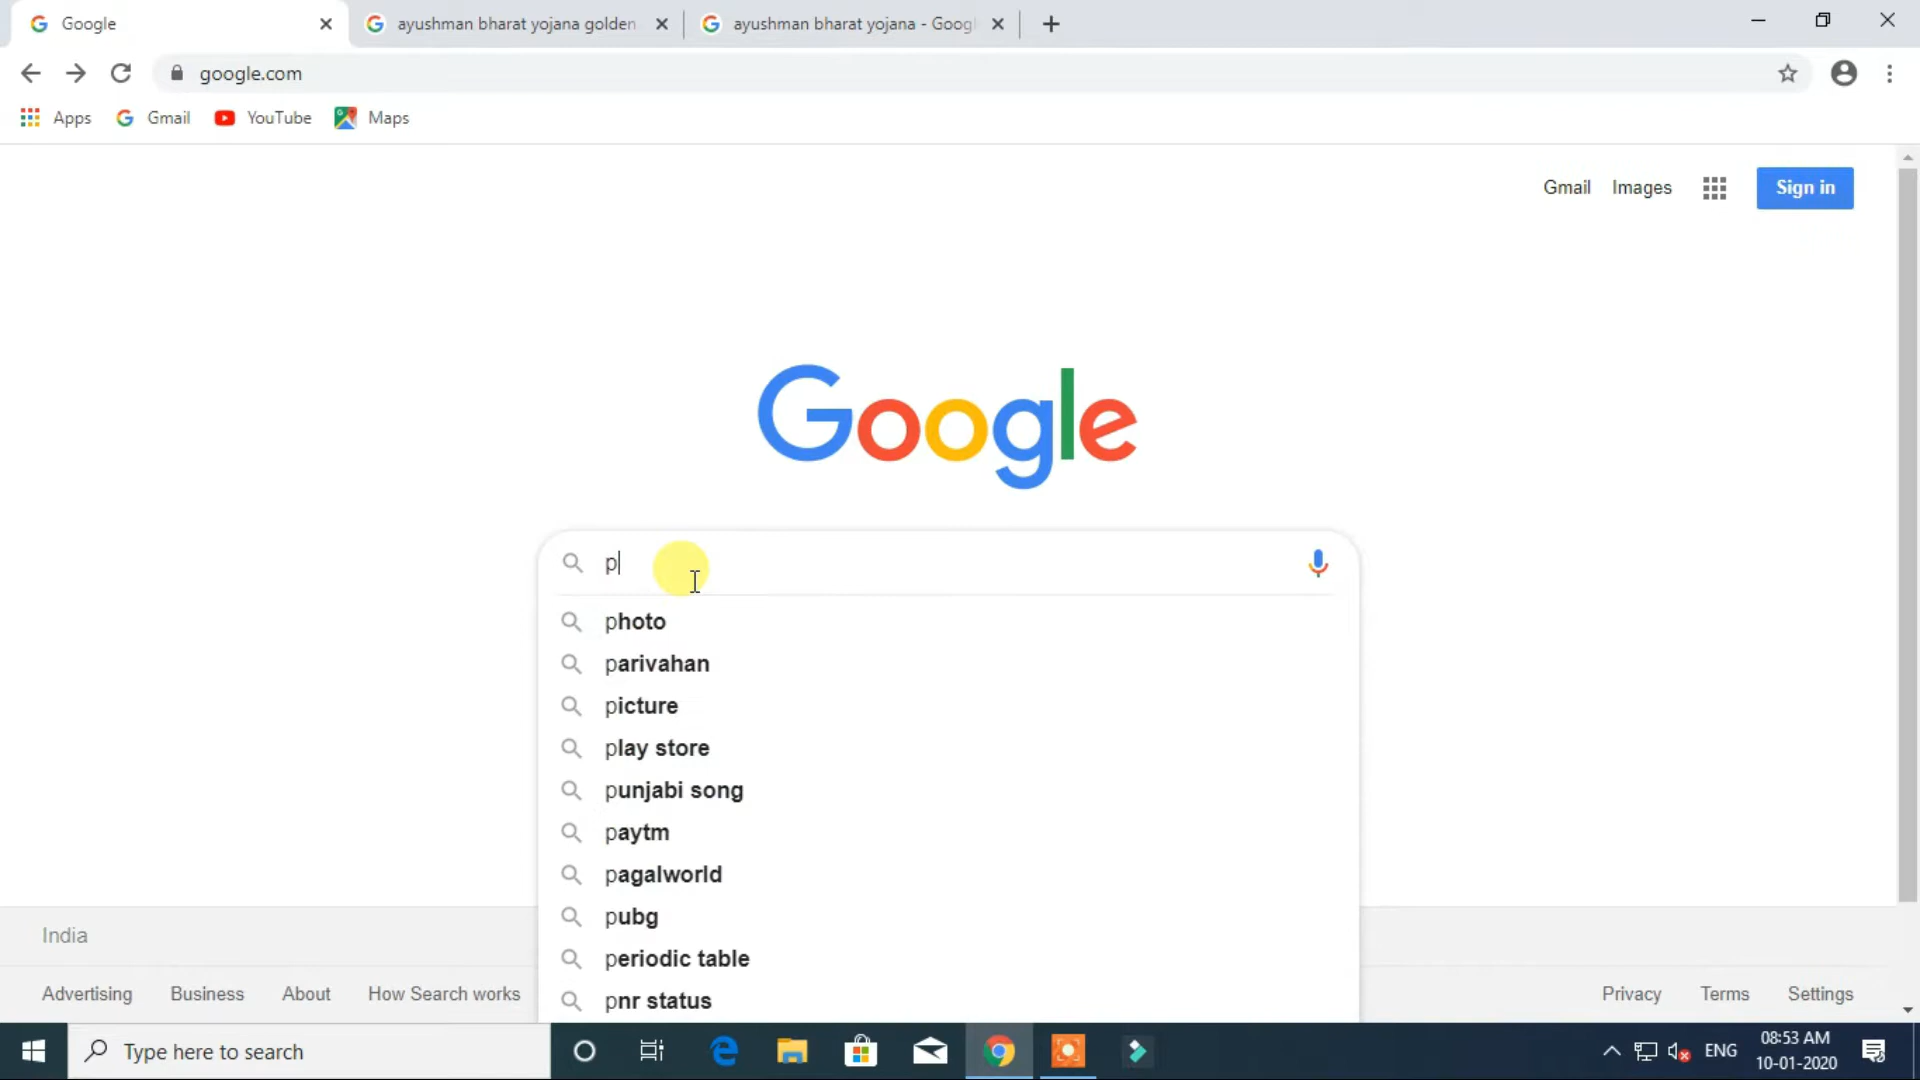 Google
ayushman bharat yojana golden
ayushman bharat yojana - Googl
google.com
Apps
Gmail
YouTube
Maps
Gmail
Images
Sign in
Google
p
photo
parivahan
picture
play store
punjabi song
paytm
pagalworld
pubg
periodic table
pnr status
India
Advertising
Business
About
How Search works
Privacy
Terms
Settings
Type here to search
ENG
08:53 AM
10-01-2020